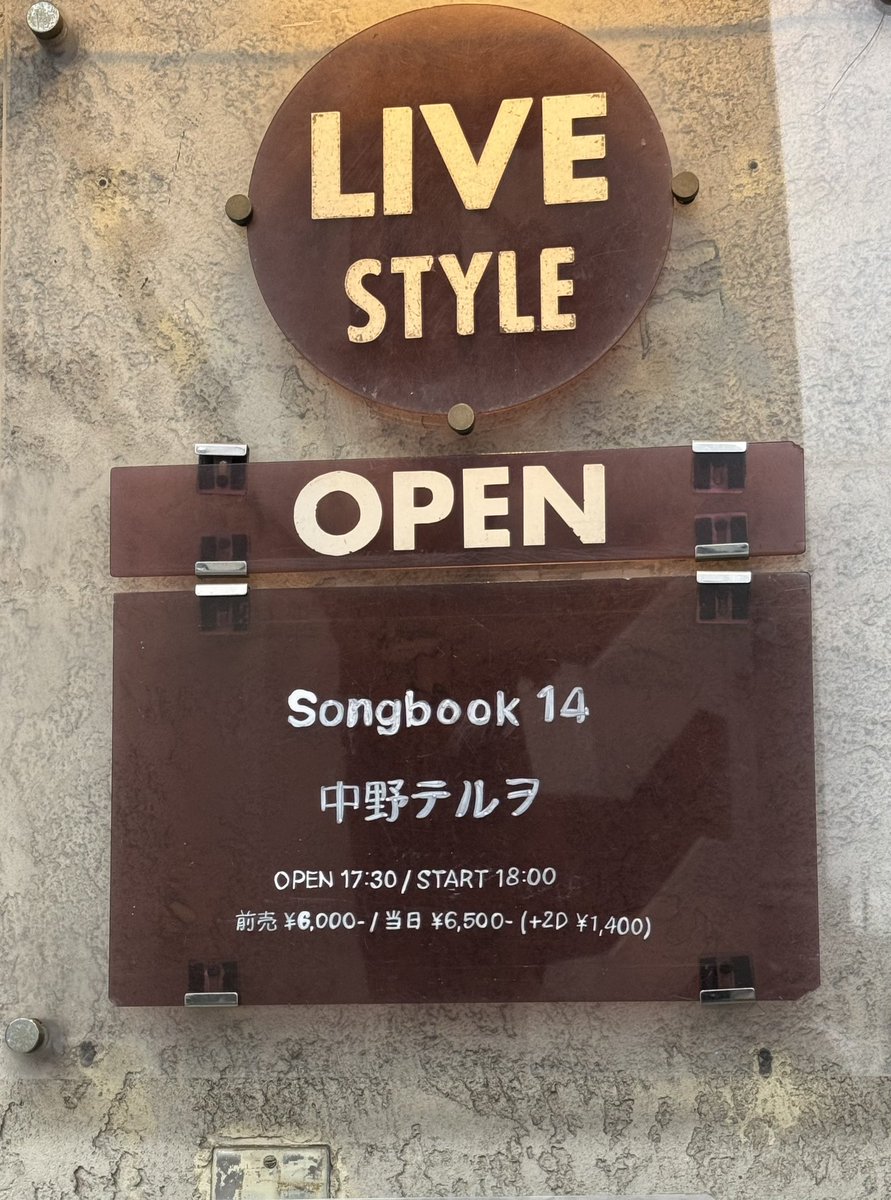 LIVE
STYLE
OPEN
Songbook 14
中野テルヲ
OPEN 17:30 / START 18:00
前売 ¥6,000- / 当日 ¥6,500- (+2D ¥1,400)